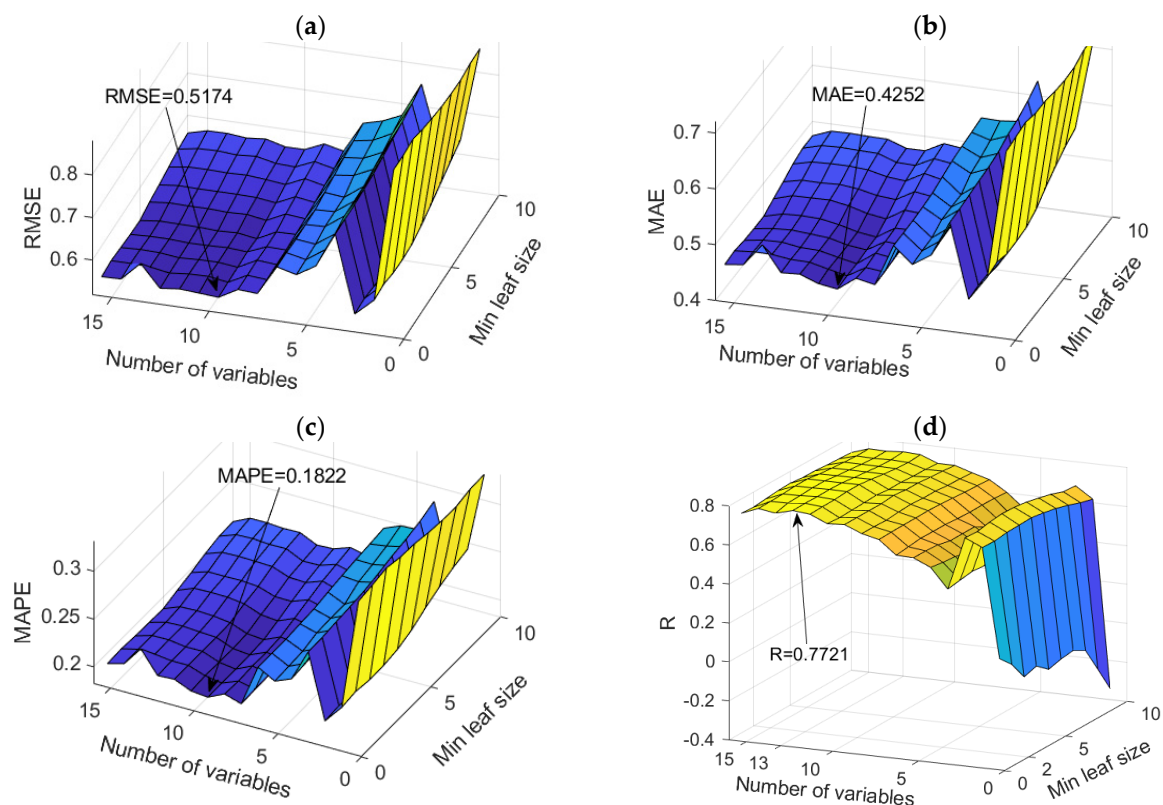 (a)
RMSE=0.5174
0.8
0.7
0.6
RMSE
15
10
5
0
Number of variables
0
5
10
Min leaf size
(b)
MAE=0.4252
0.7
0.6
0.5
0.4
MAE
15
10
5
0
Number of variables
0
5
10
Min leaf size
(c)
MAPE=0.1822
0.3
0.25
0.2
MAPE
15
10
5
0
Number of variables
0
5
10
Min leaf size
(d)
0.8
0.6
0.4
0.2
0
-0.2
-0.4
R
R=0.7721
15
13
10
5
0
Number of variables
0
2
5
10
Min leaf size